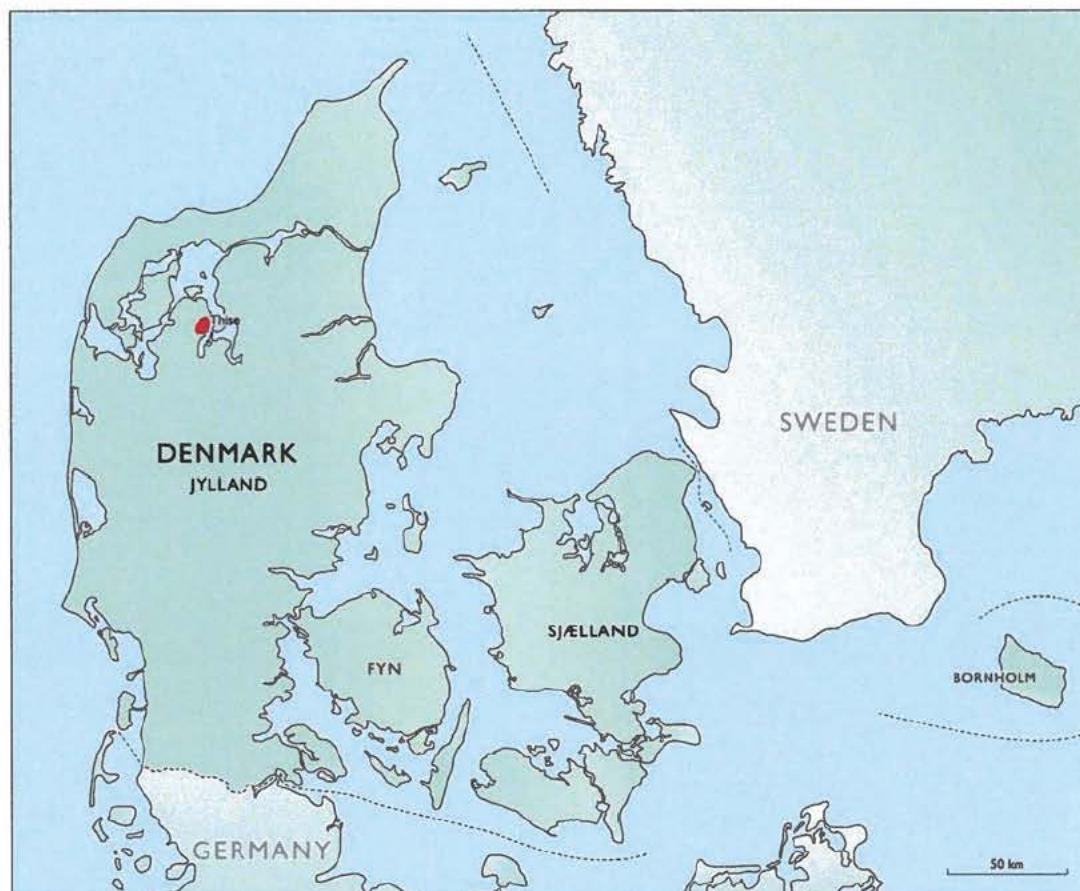 Thise
SWEDEN
DENMARK
JYLLAND
SJÆLLAND
FYN
BORNHOLM
GERMANY
50 km